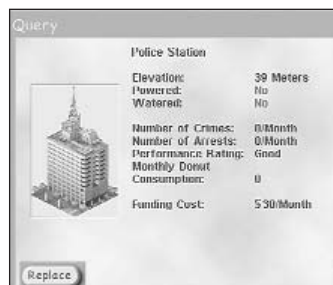 Query
Police Station
Elevation: 39 Meters
Powered: No
Watered: No
Number of Crimes: 0/Month
Number of Arrests: 0/Month
Performance Rating: Good
Monthly Donut
Consumption: 0
Funding Cost: 530/Month
Replace